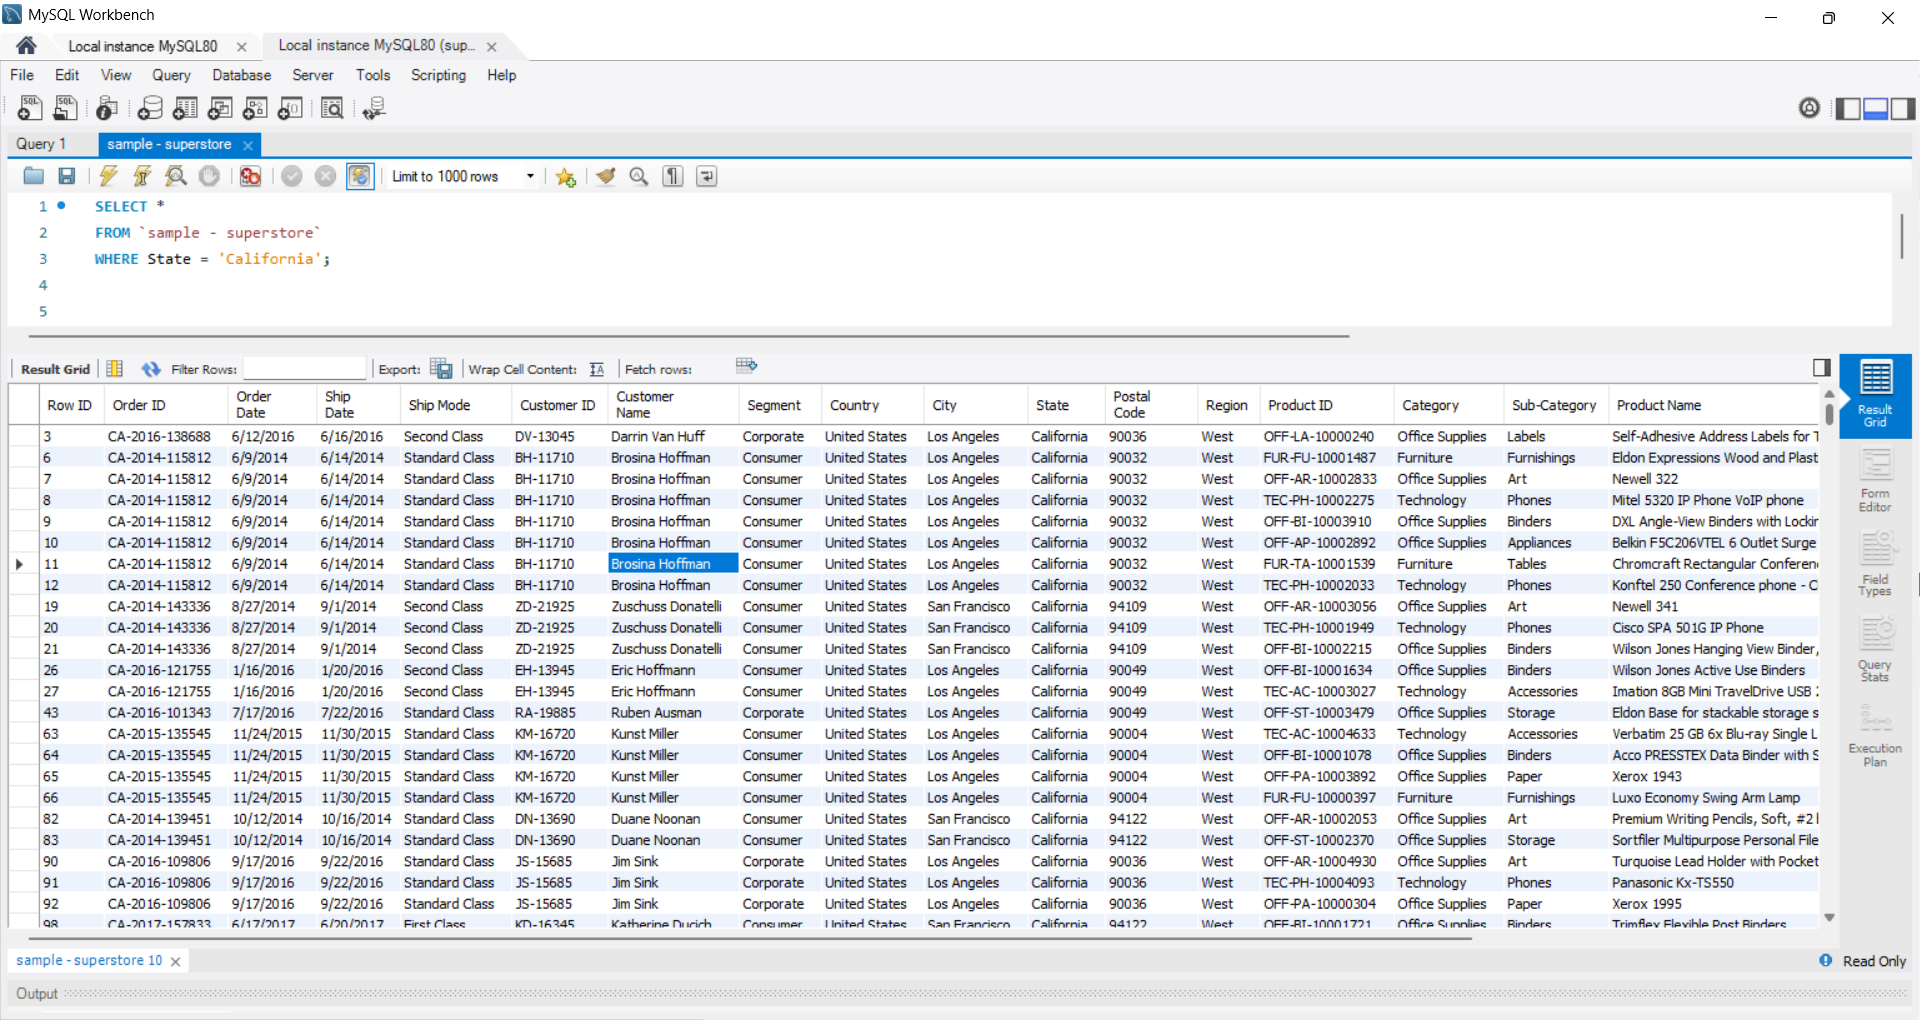 MySQL Workbench
Local instance MySQL80
Local instance MySQL80 (sup...
File Edit View Query Database Server Tools Scripting Help
Query 1
sample - superstore
Limit to 1000 rows
1 SELECT *
2 FROM `sample - superstore`
3 WHERE State = 'California';
4
5
Result Grid Filter Rows: Export: Wrap Cell Content: Fetch rows:
Row ID Order ID Order Date Ship Date Ship Mode Customer ID Customer Name Segment Country City State Postal Code Region Product ID Category Sub-Category Product Name
3 CA-2016-138688 6/12/2016 6/16/2016 Second Class DV-13045 Darrin Van Huff Corporate United States Los Angeles California 90036 West OFF-LA-10000240 Office Supplies Labels Self-Adhesive Address Labels for T
6 CA-2014-115812 6/9/2014 6/14/2014 Standard Class BH-11710 Brosina Hoffman Consumer United States Los Angeles California 90032 West FUR-FU-10001487 Furniture Furnishings Eldon Expressions Wood and Plast
7 CA-2014-115812 6/9/2014 6/14/2014 Standard Class BH-11710 Brosina Hoffman Consumer United States Los Angeles California 90032 West OFF-AR-10002833 Office Supplies Art Newell 322
8 CA-2014-115812 6/9/2014 6/14/2014 Standard Class BH-11710 Brosina Hoffman Consumer United States Los Angeles California 90032 West TEC-PH-10002275 Technology Phones Mitel 5320 IP Phone VoIP phone
9 CA-2014-115812 6/9/2014 6/14/2014 Standard Class BH-11710 Brosina Hoffman Consumer United States Los Angeles California 90032 West OFF-BI-10003910 Office Supplies Binders DXL Angle-View Binders with Lockin
10 CA-2014-115812 6/9/2014 6/14/2014 Standard Class BH-11710 Brosina Hoffman Consumer United States Los Angeles California 90032 West OFF-AP-10002892 Office Supplies Appliances Belkin F5C206VTEL 6 Outlet Surge
11 CA-2014-115812 6/9/2014 6/14/2014 Standard Class BH-11710 Brosina Hoffman Consumer United States Los Angeles California 90032 West FUR-TA-10001539 Furniture Tables Chromcraft Rectangular Conferen
12 CA-2014-115812 6/9/2014 6/14/2014 Standard Class BH-11710 Brosina Hoffman Consumer United States Los Angeles California 90032 West TEC-PH-10002033 Technology Phones Konftel 250 Conference phone - C
19 CA-2014-143336 8/27/2014 9/1/2014 Second Class ZD-21925 Zuschuss Donatelli Consumer United States San Francisco California 94109 West OFF-AR-10003056 Office Supplies Art Newell 341
20 CA-2014-143336 8/27/2014 9/1/2014 Second Class ZD-21925 Zuschuss Donatelli Consumer United States San Francisco California 94109 West TEC-PH-10001949 Technology Phones Cisco SPA 501G IP Phone
21 CA-2014-143336 8/27/2014 9/1/2014 Second Class ZD-21925 Zuschuss Donatelli Consumer United States San Francisco California 94109 West OFF-BI-10002215 Office Supplies Binders Wilson Jones Hanging View Binder,
26 CA-2016-121755 1/16/2016 1/20/2016 Second Class EH-13945 Eric Hoffmann Consumer United States Los Angeles California 90049 West OFF-BI-10001634 Office Supplies Binders Wilson Jones Active Use Binders
27 CA-2016-121755 1/16/2016 1/20/2016 Second Class EH-13945 Eric Hoffmann Consumer United States Los Angeles California 90049 West TEC-AC-10003027 Technology Accessories Imation 8GB Mini TravelDrive USB
43 CA-2016-101343 7/17/2016 7/22/2016 Standard Class RA-19885 Ruben Ausman Corporate United States Los Angeles California 90049 West OFF-ST-10003479 Office Supplies Storage Eldon Base for stackable storage s
63 CA-2015-135545 11/24/2015 11/30/2015 Standard Class KM-16720 Kunst Miller Consumer United States Los Angeles California 90004 West TEC-AC-10004633 Technology Accessories Verbatim 25 GB 6x Blu-ray Single L
64 CA-2015-135545 11/24/2015 11/30/2015 Standard Class KM-16720 Kunst Miller Consumer United States Los Angeles California 90004 West OFF-BI-10001078 Office Supplies Binders Acco PRESSTEX Data Binder with S
65 CA-2015-135545 11/24/2015 11/30/2015 Standard Class KM-16720 Kunst Miller Consumer United States Los Angeles California 90004 West OFF-PA-10003892 Office Supplies Paper Xerox 1943
66 CA-2015-135545 11/24/2015 11/30/2015 Standard Class KM-16720 Kunst Miller Consumer United States Los Angeles California 90004 West FUR-FU-10000397 Furniture Furnishings Luxo Economy Swing Arm Lamp
82 CA-2014-139451 10/12/2014 10/16/2014 Standard Class DN-13690 Duane Noonan Consumer United States San Francisco California 94122 West OFF-AR-10002053 Office Supplies Art Premium Writing Pencils, Soft, #2
83 CA-2014-139451 10/12/2014 10/16/2014 Standard Class DN-13690 Duane Noonan Consumer United States San Francisco California 94122 West OFF-ST-10002370 Office Supplies Storage Sortfiler Multipurpose Personal File
90 CA-2016-109806 9/17/2016 9/22/2016 Standard Class JS-15685 Jim Sink Corporate United States Los Angeles California 90036 West OFF-AR-10004930 Office Supplies Art Turquoise Lead Holder with Pocket
91 CA-2016-109806 9/17/2016 9/22/2016 Standard Class JS-15685 Jim Sink Corporate United States Los Angeles California 90036 West TEC-PH-10004093 Technology Phones Panasonic Kx-TS550
92 CA-2016-109806 9/17/2016 9/22/2016 Standard Class JS-15685 Jim Sink Corporate United States Los Angeles California 90036 West OFF-PA-10000304 Office Supplies Paper Xerox 1995
98 CA-2017-157833 6/17/2017 6/20/2017 First Class KD-16345 Katherine Ducich Consumer United States San Francisco California 94122 West OFF-BI-10001721 Office Supplies Binders Trimflex Flexible Post Binders
Result Grid
Form Editor
Field Types
Query Stats
Execution Plan
sample - superstore 10
Read Only
Output